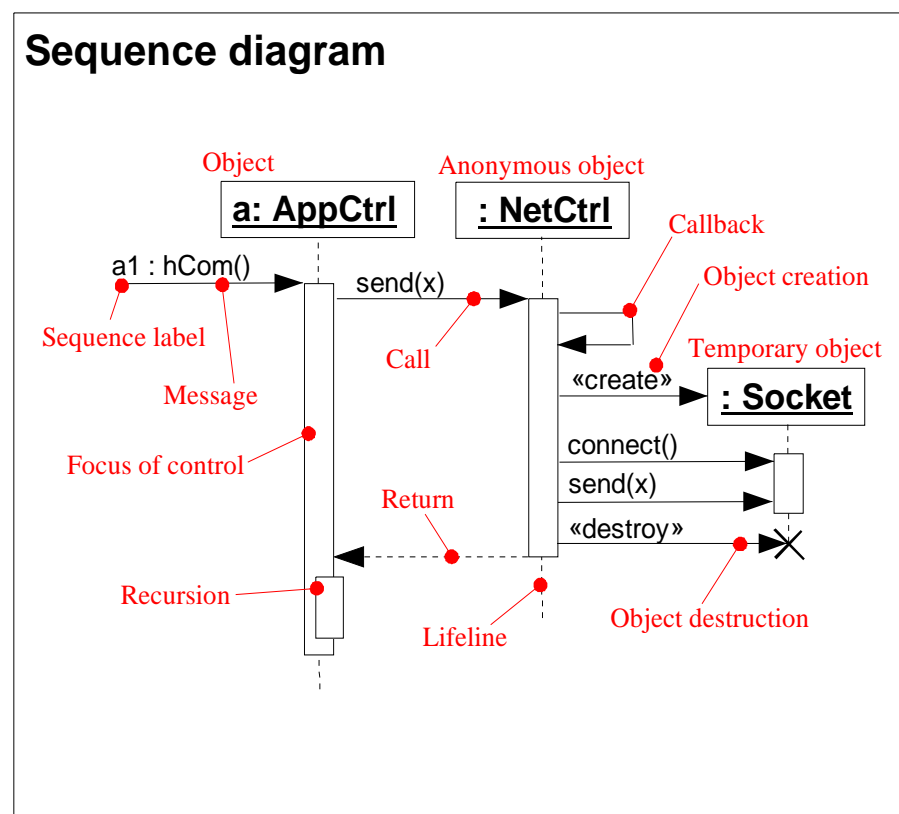 Sequence diagram
Object
Anonymous object
a: AppCtrl
: NetCtrl
Callback
a1 : hCom()
send(x)
Object creation
Sequence label
Call
Temporary object
Message
«create»
: Socket
connect()
Focus of control
send(x)
Return
«destroy»
Recursion
Lifeline
Object destruction